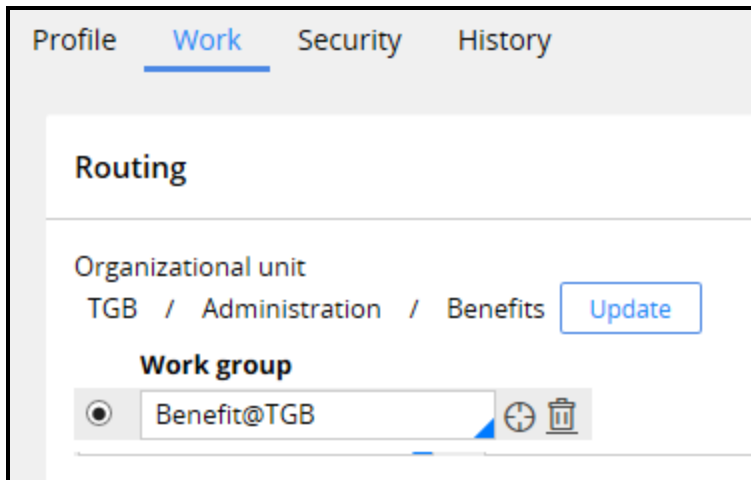 Profile Work Security History
Routing
Organizational unit
TGB / Administration / Benefits Update
Work group
Benefit@TGB